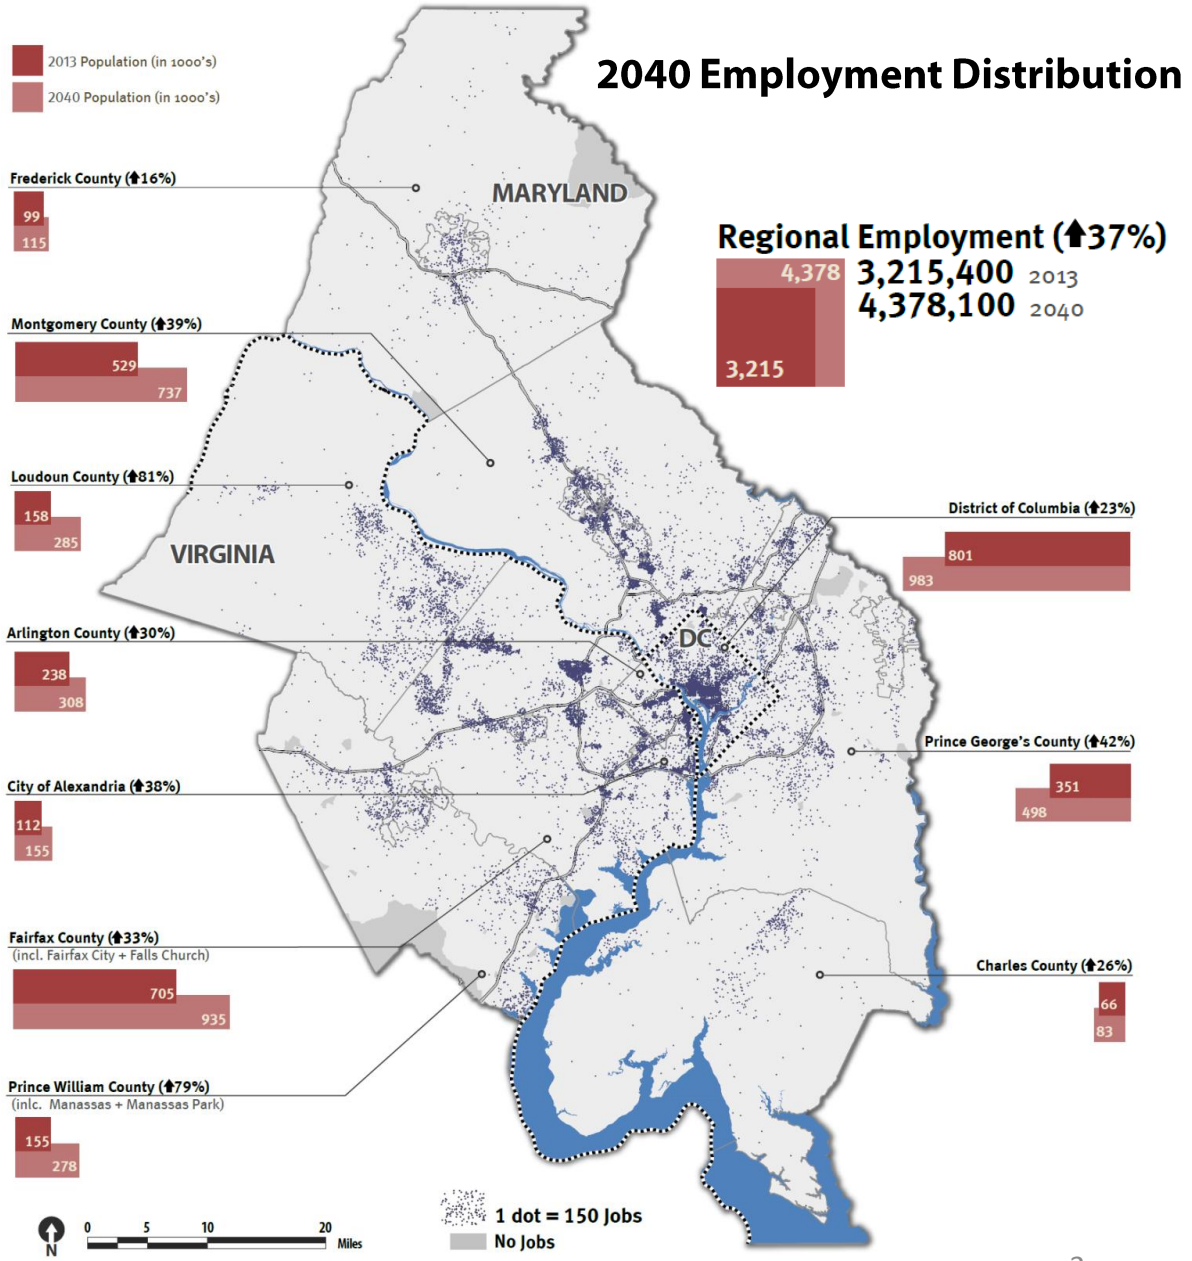 2040 Employment Distribution
2013 Population (in 1000's)
2040 Population (in 1000's)
Frederick County (⬆16%)
99
115
MARYLAND
Regional Employment (⬆37%)
4,378
3,215,400 2013
4,378,100 2040
3,215
Montgomery County (⬆39%)
529
737
Loudoun County (⬆81%)
158
285
VIRGINIA
District of Columbia (⬆23%)
801
983
DC
Arlington County (⬆30%)
238
308
Prince George's County (⬆42%)
351
498
City of Alexandria (⬆38%)
112
155
Fairfax County (⬆33%)
(incl. Fairfax City + Falls Church)
705
935
Charles County (⬆26%)
66
83
Prince William County (⬆79%)
(inlc. Manassas + Manassas Park)
155
278
1 dot = 150 Jobs
No Jobs
N
0 5 10 20
Miles